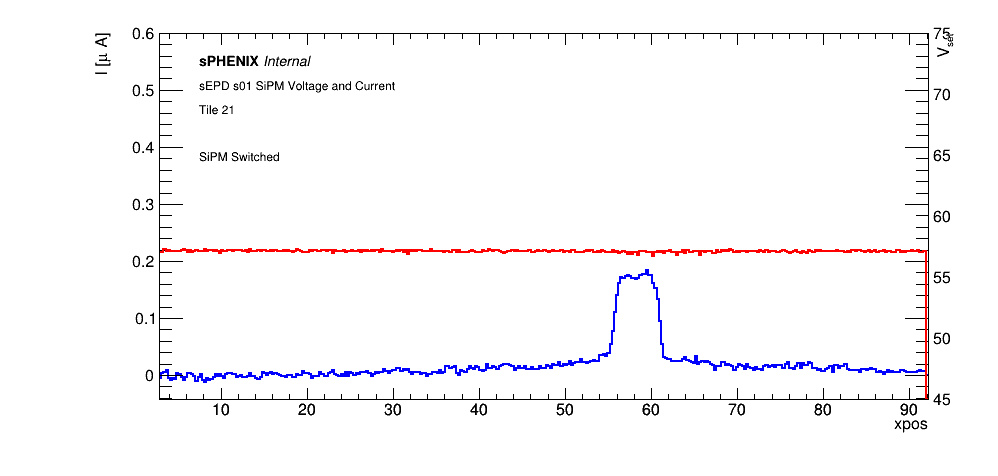 I [μ A]
0.6
0.5
0.4
0.3
0.2
0.1
0
sPHENIX Internal
sEPD s01 SiPM Voltage and Current
Tile 21
SiPM Switched
75
70
65
60
55
50
45
V set
10 20 30 40 50 60 70 80 90
xpos